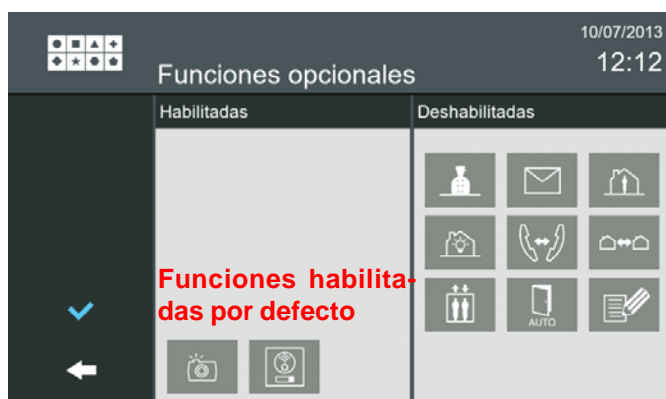 10/07/2013
12:12
Funciones opcionales
Habilitadas
Deshabilitadas
Funciones habilita-
das por defecto
AUTO